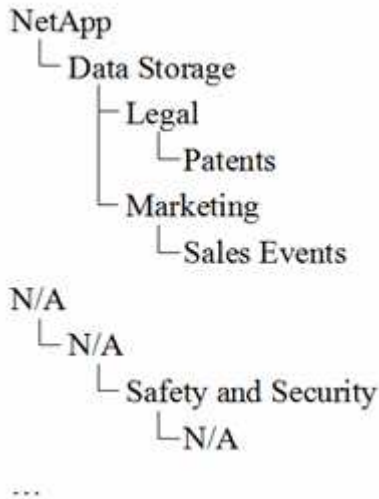 NetApp
Data Storage
Legal
Patents
Marketing
Sales Events
N/A
N/A
Safety and Security
N/A
...